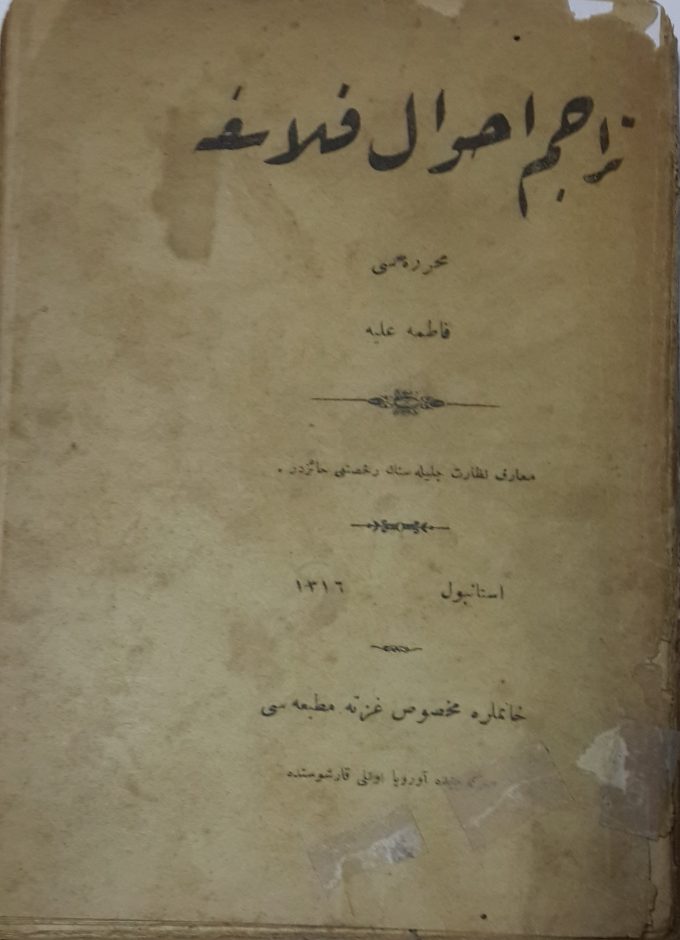 تراجم احوال فلاسفه
محرره سی
فاطمه علیه
معارف نظارت جلیله سنك رخصتنی حائزدر .
استانبول ١٣١٦
خانملره مخصوص غزته مطبعه سی
آوروپا اوتلی قارشوسنده